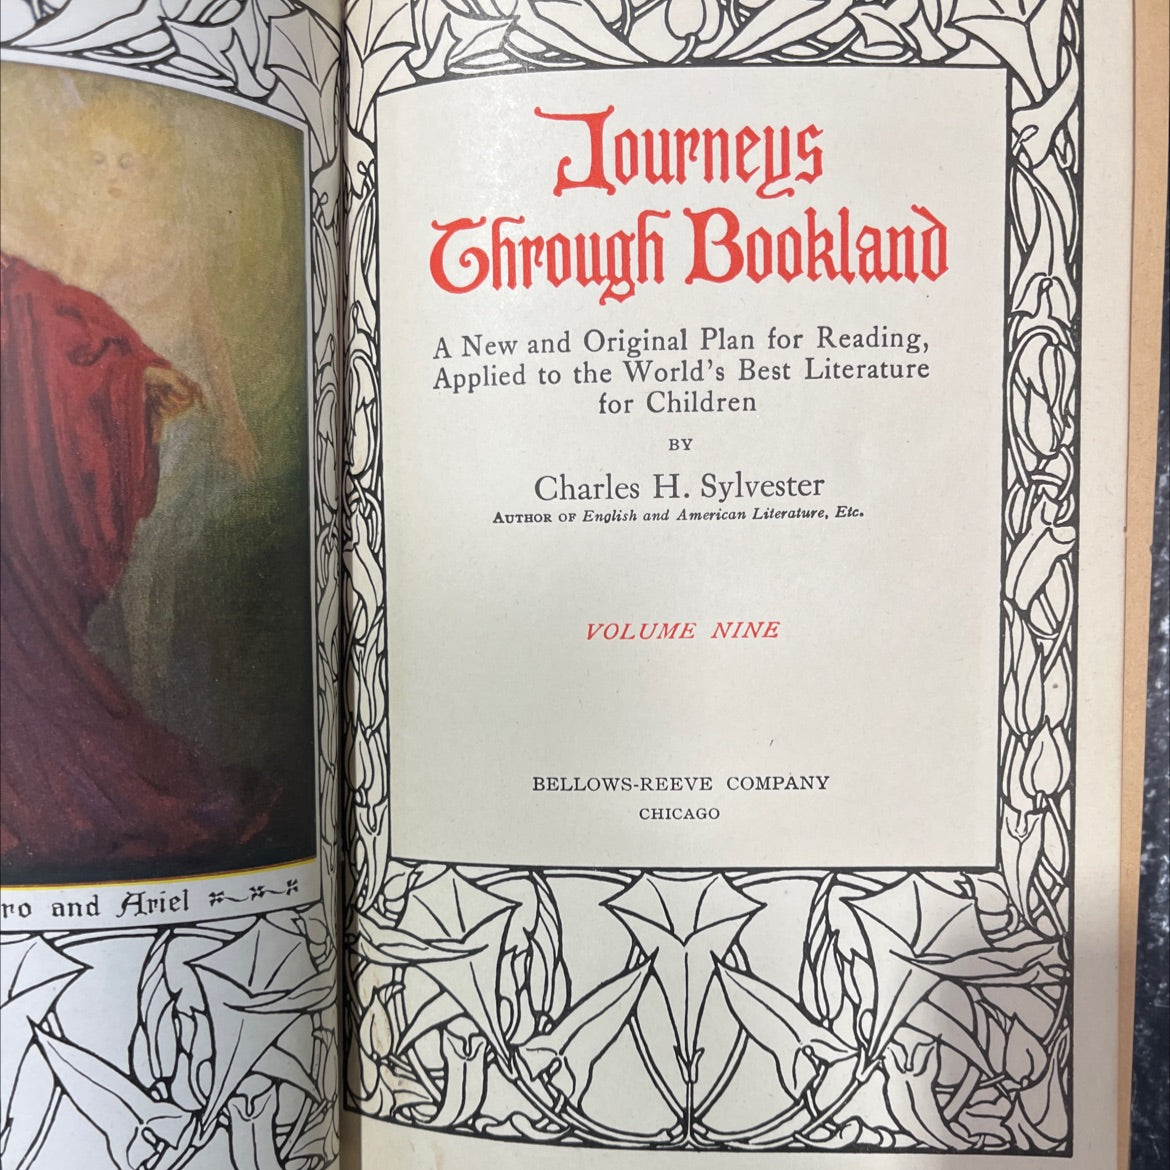 ro and Ariel
Journeys
Through Bookland
A New and Original Plan for Reading,
Applied to the World's Best Literature
for Children
BY
Charles H. Sylvester
AUTHOR OF English and American Literature, Etc.
VOLUME NINE
BELLOWS-REEVE COMPANY
CHICAGO